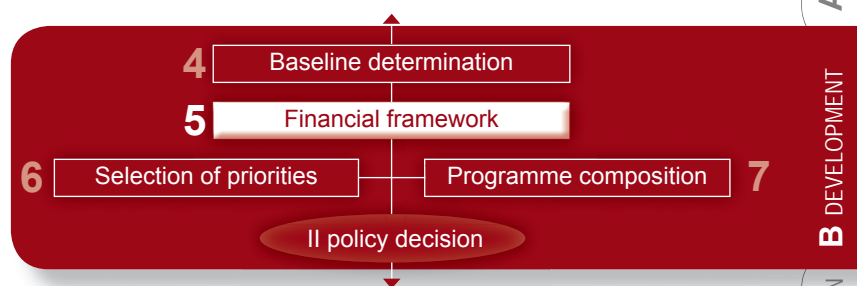 4 Baseline determination
5 Financial framework
6 Selection of priorities
Programme composition 7
II policy decision
B DEVELOPMENT